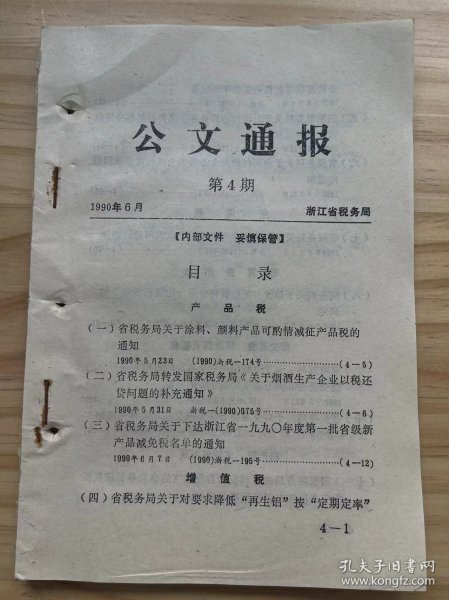 公文通报
第4期
1990年6月 浙江省税务局
【内部文件 妥慎保管】
目 录
产 品 税
(一)省税务局关于涂料、颜料产品可酌情减征产品税的
通知
1990年5月23日 (1990)浙税一174号……(4—5)
(二)省税务局转发国家税务局《关于烟酒生产企业以税还
贷问题的补充通知》
1990年5月31日 浙税一(1990)076号……(4—6)
(三)省税务局关于下达浙江省一九九〇年度第一批省级新
产品减免税名单的通知
1990年6月7日 (1990)浙税一195号……(4—12)
增 值 税
(四)省税务局关于对要求降低“再生铝”按“定期定率”
4—1
孔夫子旧书网
www.kongfz.com